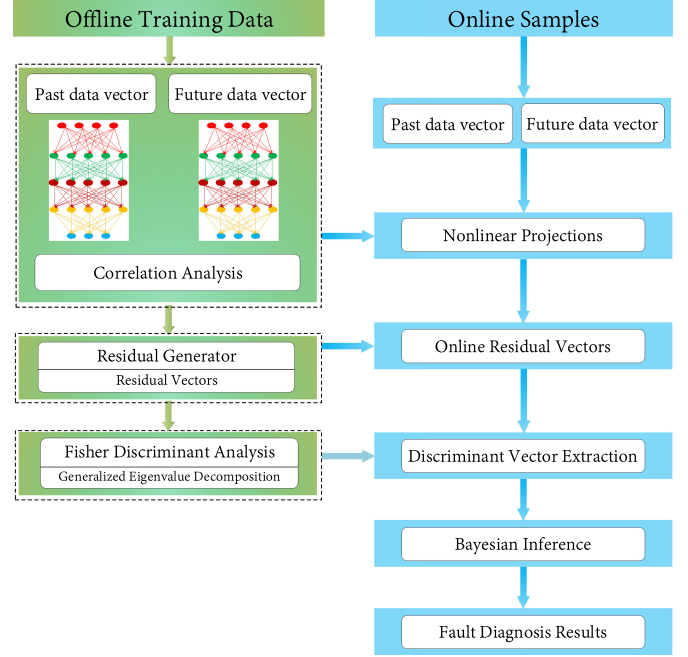 Offline Training Data
Past data vector
Future data vector
Correlation Analysis
Residual Generator
Residual Vectors
Fisher Discriminant Analysis
Generalized Eigenvalue Decomposition
Online Samples
Past data vector
Future data vector
Nonlinear Projections
Online Residual Vectors
Discriminant Vector Extraction
Bayesian Inference
Fault Diagnosis Results